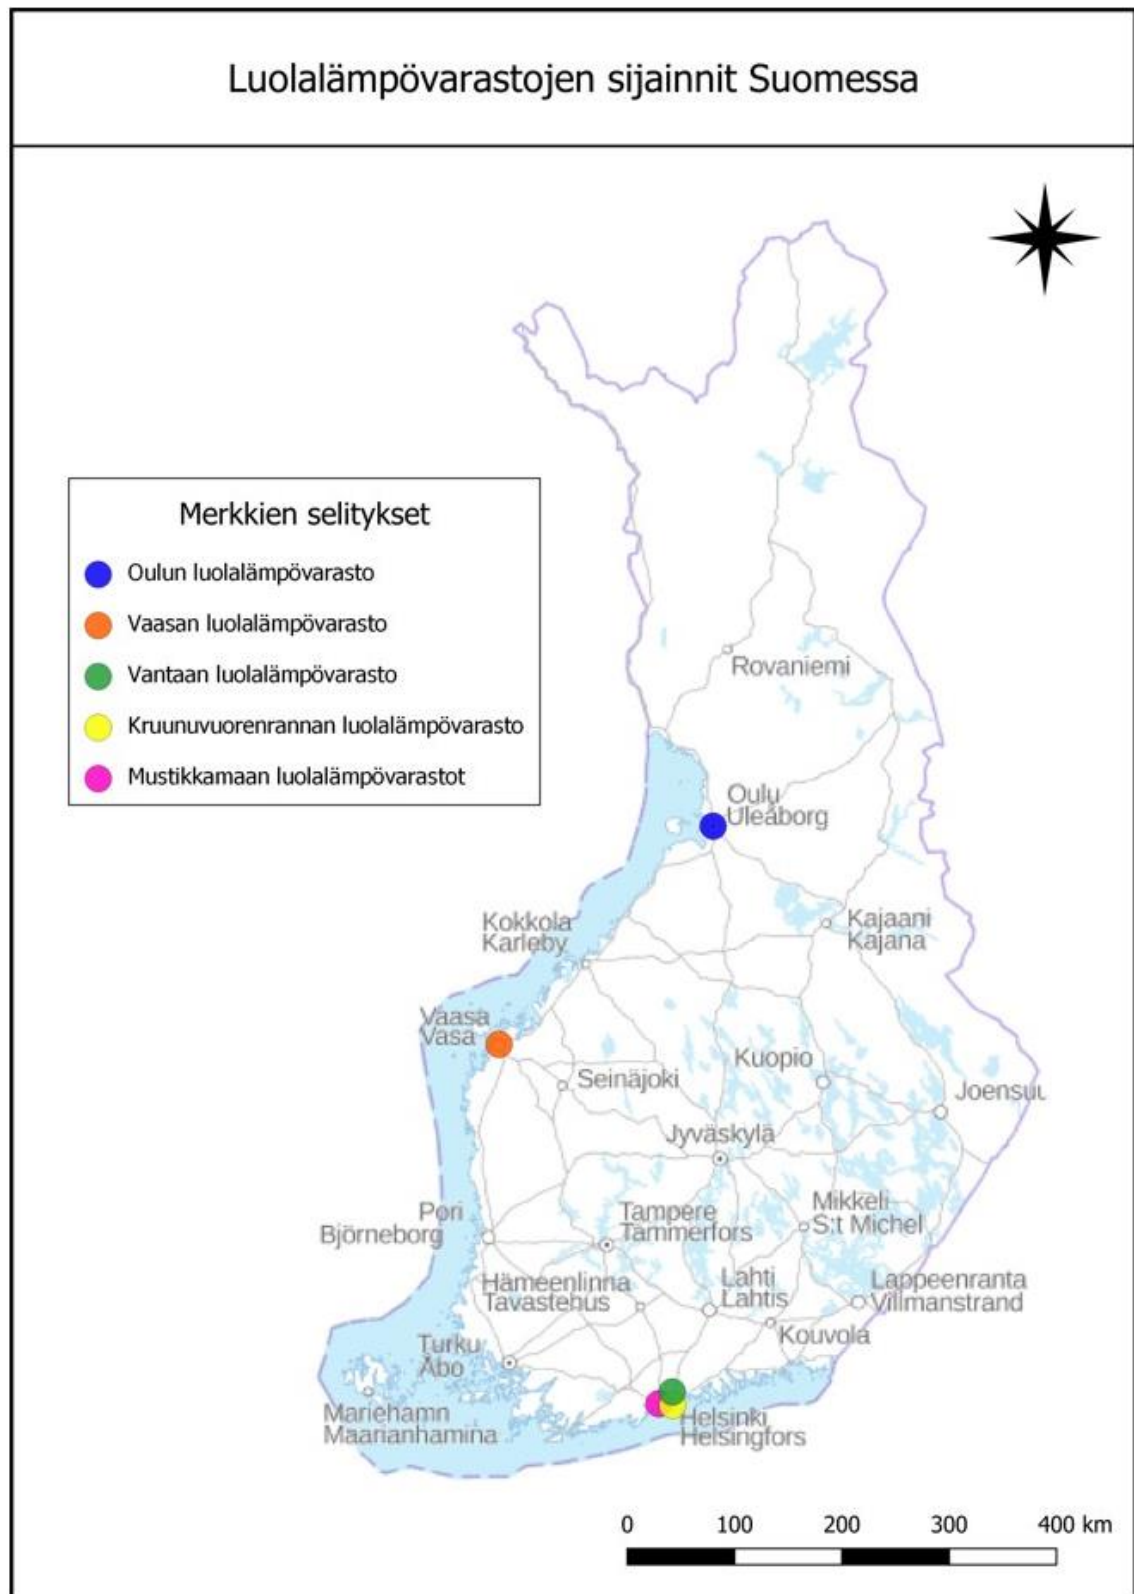 Luolalämpövarastojen sijainnit Suomessa
Merkkien selitykset
Oulun luolalämpövarasto
Vaasan luolalämpövarasto
Vantaan luolalämpövarasto
Kruunuvuorenrannan luolalämpövarasto
Mustikkamaan luolalämpövarastot
Rovaniemi
Oulu
Uleåborg
Kokkola
Karleby
Kajaani
Kajana
Vaasa
Vasa
Seinäjoki
Kuopio
Joensuu
Jyväskylä
Pori
Björneborg
Tampere
Tammerfors
Mikkeli
S:t Michel
Hämeenlinna
Tavastehus
Lahti
Lahtis
Lappeenranta
Villmanstrand
Kouvola
Turku
Åbo
Mariehamn
Maarianhamina
Helsinki
Helsingfors
0 100 200 300 400 km